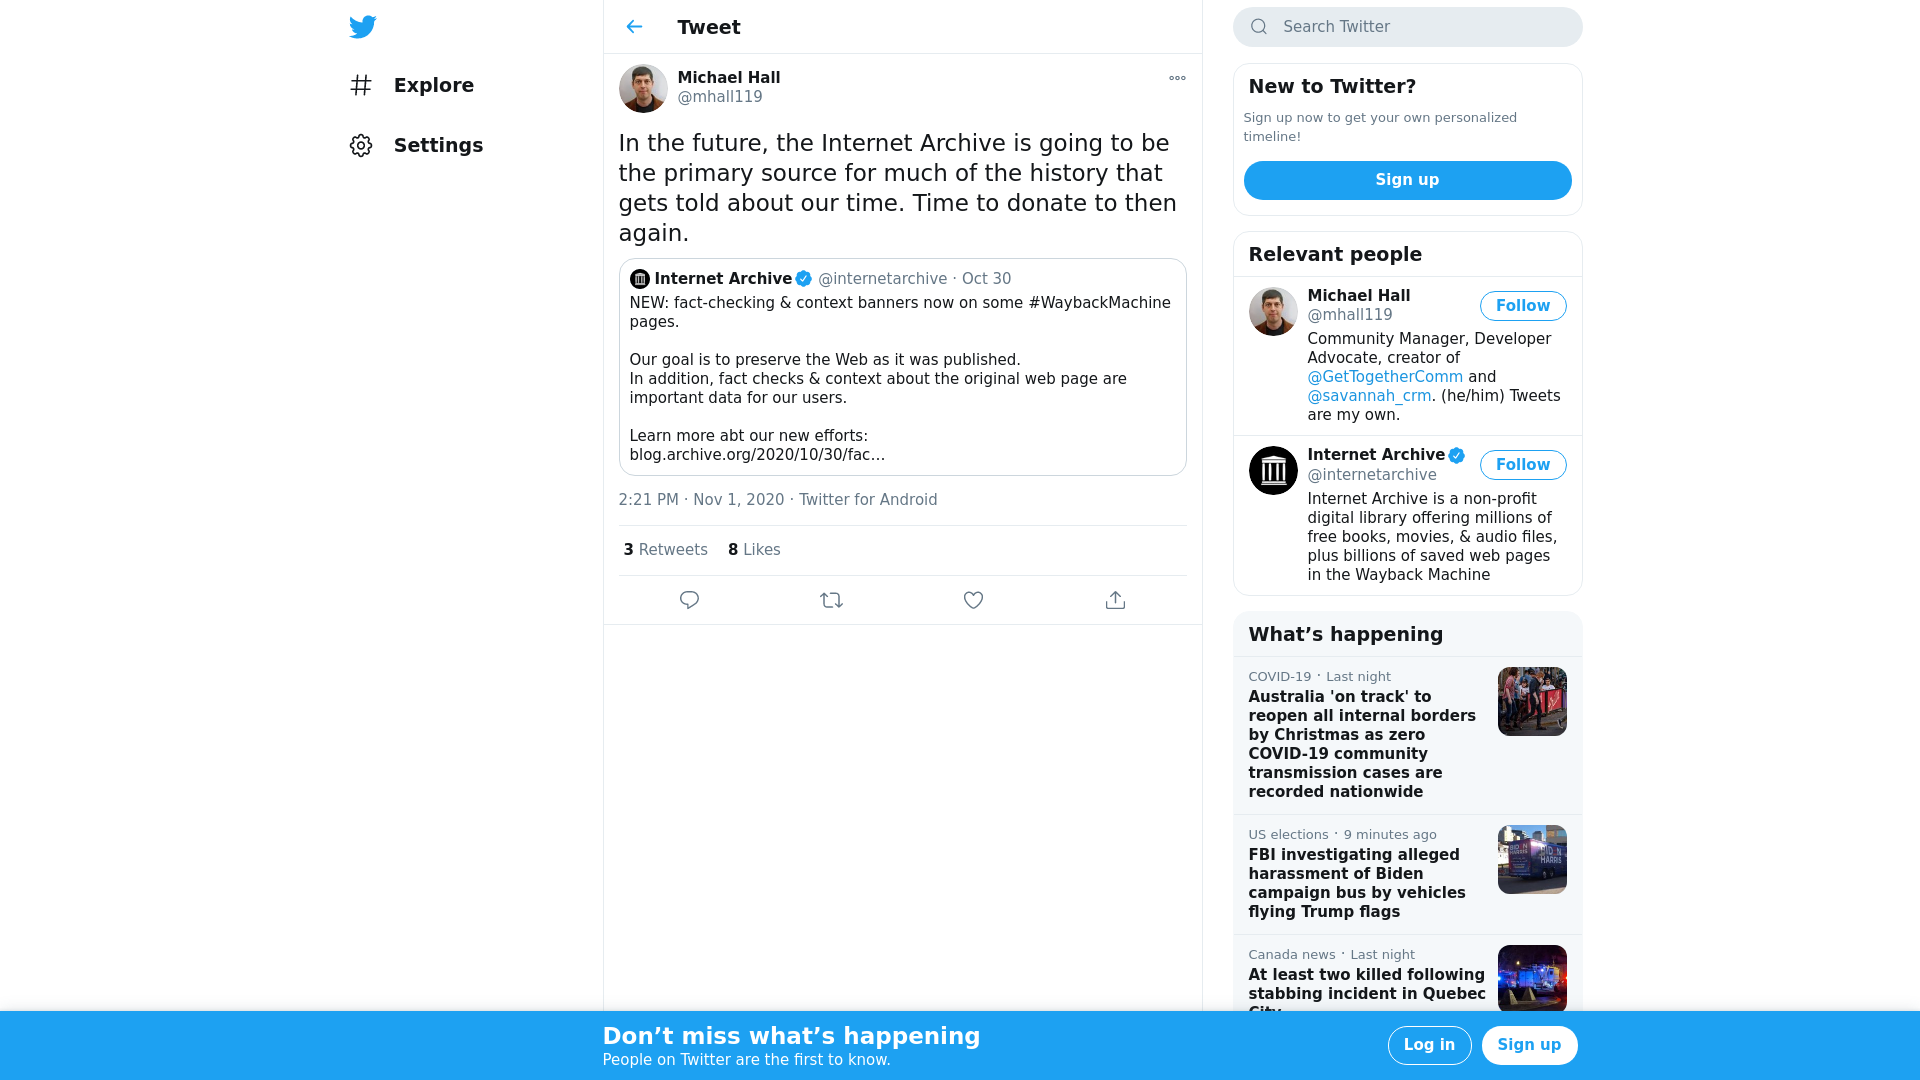 Explore
Settings
Tweet
Michael Hall
@mhall119
In the future, the Internet Archive is going to be
the primary source for much of the history that
gets told about our time. Time to donate to then
again.
Internet Archive @internetarchive · Oct 30
NEW: fact-checking & context banners now on some #WaybackMachine
pages.
Our goal is to preserve the Web as it was published.
In addition, fact checks & context about the original web page are
important data for our users.
Learn more abt our new efforts:
blog.archive.org/2020/10/30/fac…
2:21 PM · Nov 1, 2020 · Twitter for Android
3 Retweets 8 Likes
Search Twitter
New to Twitter?
Sign up now to get your own personalized
timeline!
Sign up
Relevant people
Michael Hall
@mhall119
Follow
Community Manager, Developer
Advocate, creator of
@GetTogetherComm and
@savannah_crm. (he/him) Tweets
are my own.
Internet Archive
@internetarchive
Follow
Internet Archive is a non-profit
digital library offering millions of
free books, movies, & audio files,
plus billions of saved web pages
in the Wayback Machine
What’s happening
COVID-19 · Last night
Australia 'on track' to
reopen all internal borders
by Christmas as zero
COVID-19 community
transmission cases are
recorded nationwide
US elections · 9 minutes ago
FBI investigating alleged
harassment of Biden
campaign bus by vehicles
flying Trump flags
Canada news · Last night
At least two killed following
stabbing incident in Quebec
City
Don’t miss what’s happening
People on Twitter are the first to know.
Log in
Sign up